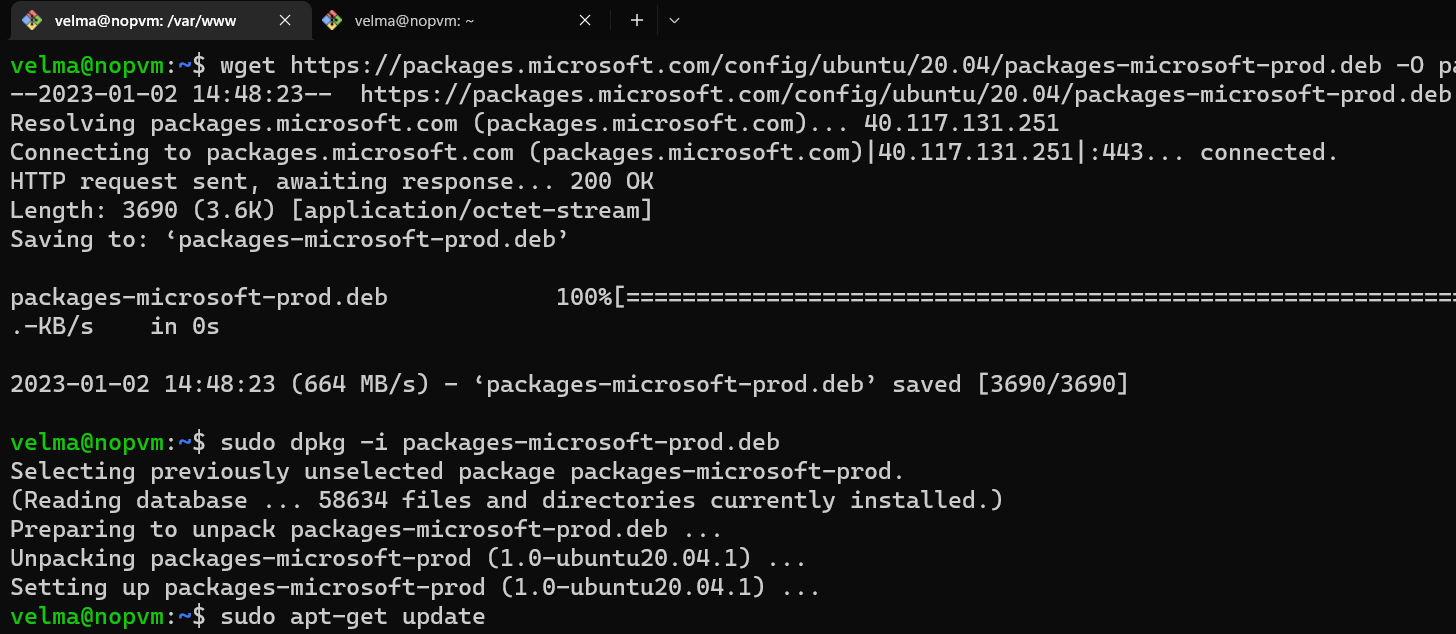 velma@nopvm: /var/www
velma@nopvm: ~
velma@nopvm:~$ wget https://packages.microsoft.com/config/ubuntu/20.04/packages-microsoft-prod.deb -O
--2023-01-02 14:48:23--  https://packages.microsoft.com/config/ubuntu/20.04/packages-microsoft-prod.deb
Resolving packages.microsoft.com (packages.microsoft.com)... 40.117.131.251
Connecting to packages.microsoft.com (packages.microsoft.com)|40.117.131.251|:443... connected.
HTTP request sent, awaiting response... 200 OK
Length: 3690 (3.6K) [application/octet-stream]
Saving to: ‘packages-microsoft-prod.deb’
packages-microsoft-prod.deb            100%[===========================================================
.-KB/s    in 0s
2023-01-02 14:48:23 (664 MB/s) - ‘packages-microsoft-prod.deb’ saved [3690/3690]
velma@nopvm:~$ sudo dpkg -i packages-microsoft-prod.deb
Selecting previously unselected package packages-microsoft-prod.
(Reading database ... 58634 files and directories currently installed.)
Preparing to unpack packages-microsoft-prod.deb ...
Unpacking packages-microsoft-prod (1.0-ubuntu20.04.1) ...
Setting up packages-microsoft-prod (1.0-ubuntu20.04.1) ...
velma@nopvm:~$ sudo apt-get update